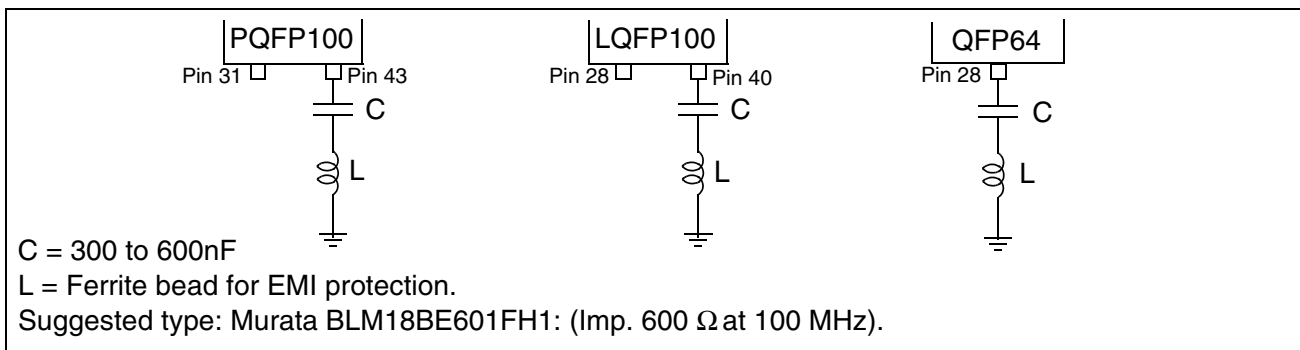 PQFP100 LQFP100 QFP64
Pin 31 Pin 43 Pin 28 Pin 40 Pin 28
C C C
L L L
C = 300 to 600nF
L = Ferrite bead for EMI protection.
Suggested type: Murata BLM18BE601FH1: (Imp. 600 Ω at 100 MHz).